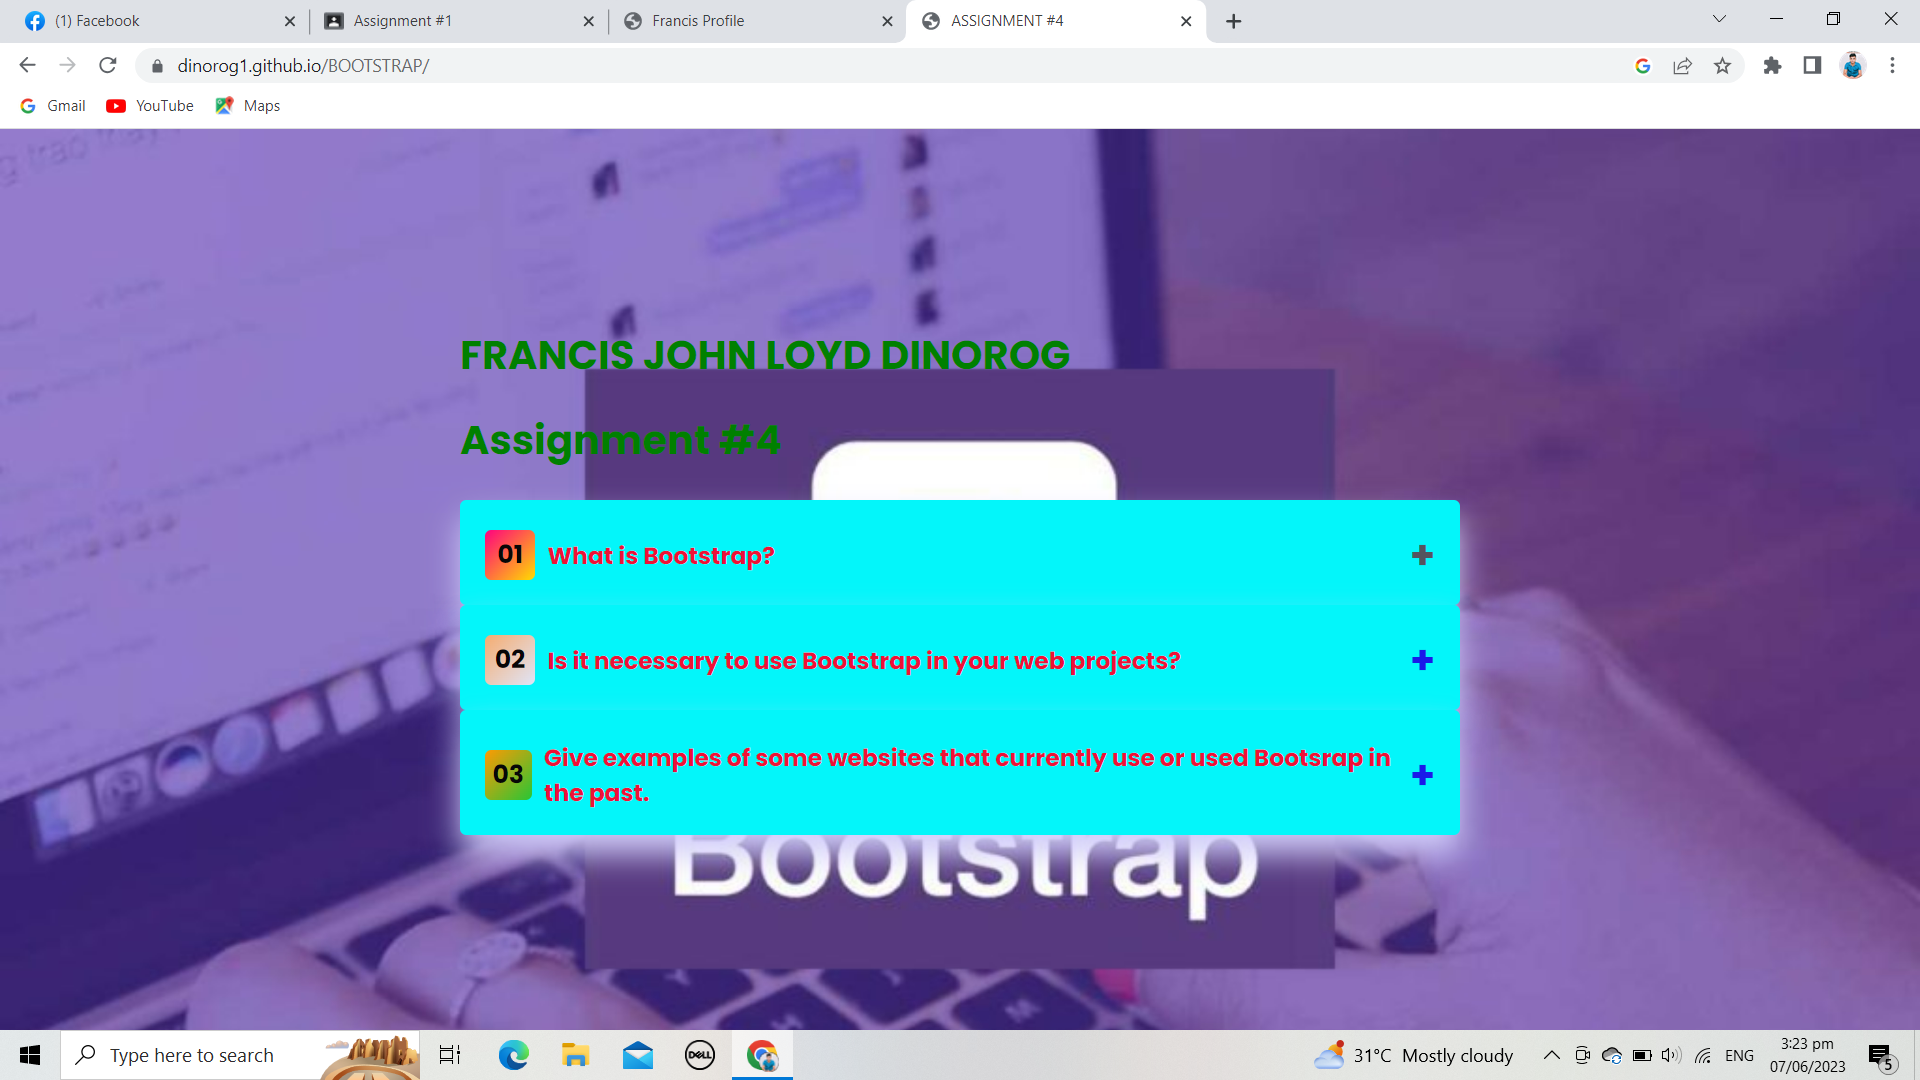 (1) Facebook
Assignment #1
Francis Profile
ASSIGNMENT #4
dinorog1.github.io/BOOTSTRAP/
Gmail
YouTube
Maps
FRANCIS JOHN LOYD DINOROG
Assignment #4
01 What is Bootstrap?
02 Is it necessary to use Bootstrap in your web projects?
03 Give examples of some websites that currently use or used Bootsrap in
the past.
Bootstrap
Type here to search
DELL
31°C Mostly cloudy
ENG
3:23 pm
07/06/2023
5